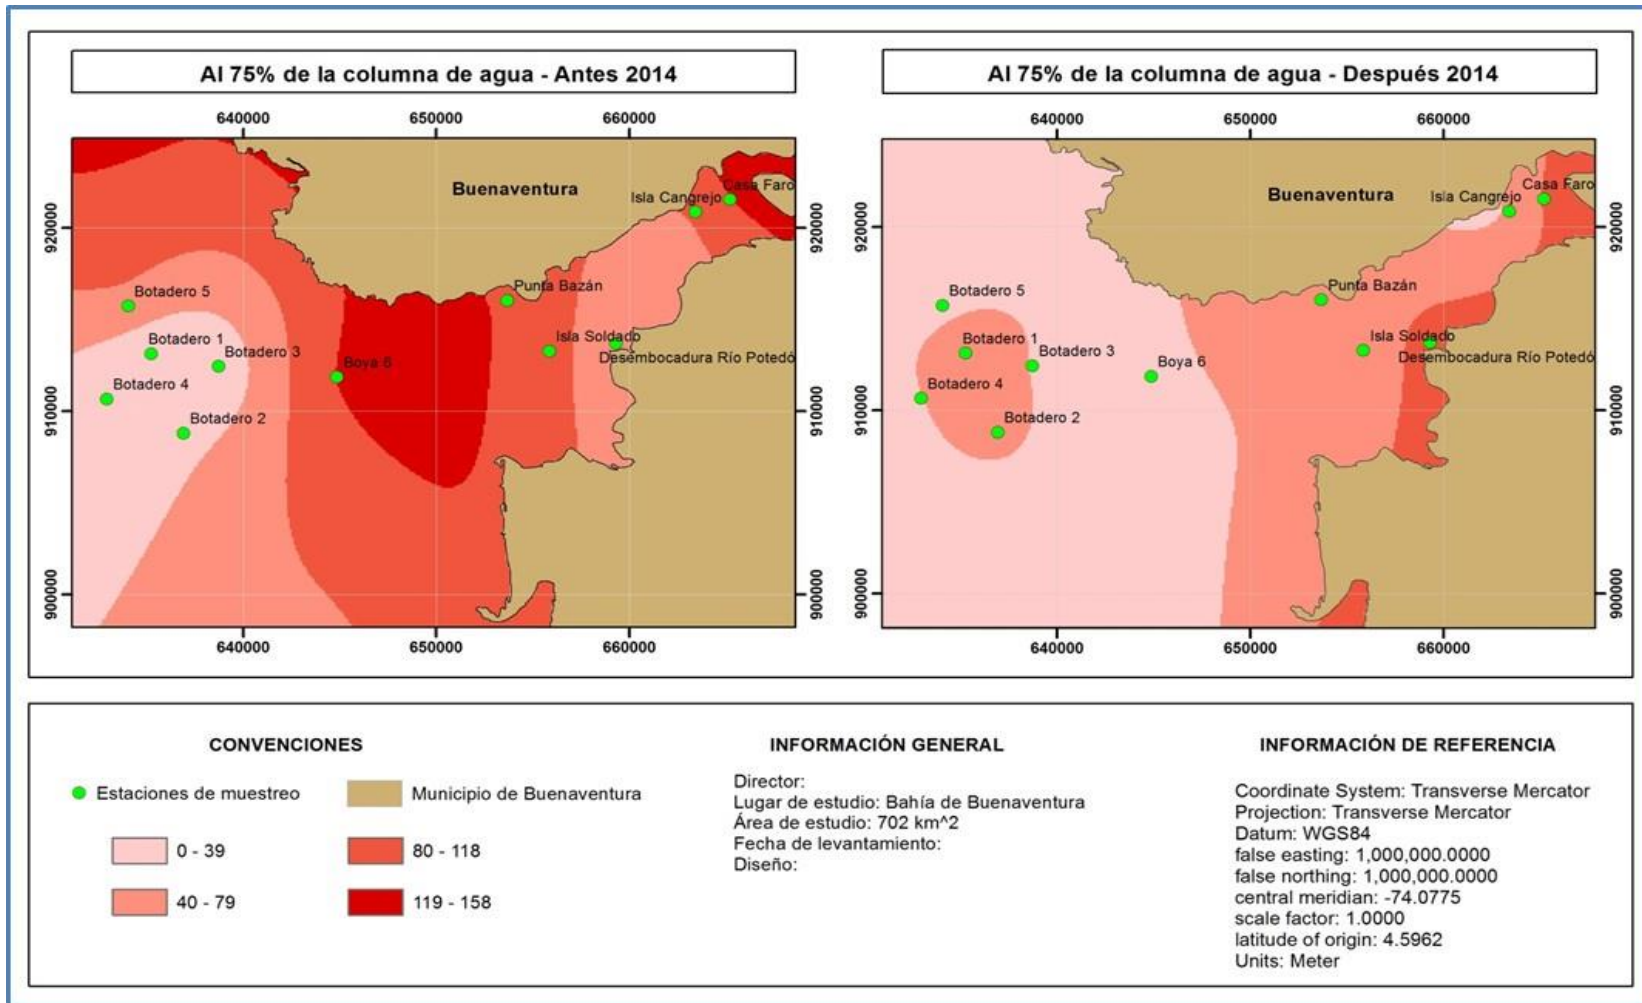 Al 75% de la columna de agua - Antes 2014
640000
650000
660000
920000
910000
900000
Buenaventura
Isla Cangrejo
Casa Faro
Punta Bazán
Isla Soldado
Desembocadura Río Potedó
Botadero 5
Botadero 1
Botadero 3
Botadero 4
Botadero 2
Boya 6
920000
910000
900000
640000
650000
660000
Al 75% de la columna de agua - Después 2014
640000
650000
660000
920000
910000
900000
Buenaventura
Isla Cangrejo
Casa Faro
Punta Bazán
Isla Soldado
Desembocadura Río Potedó
Botadero 5
Botadero 1
Botadero 3
Botadero 4
Botadero 2
Boya 6
920000
910000
900000
640000
650000
660000
CONVENCIONES
Estaciones de muestreo
Municipio de Buenaventura
0 - 39
80 - 118
40 - 79
119 - 158
INFORMACIÓN GENERAL
Director:
Lugar de estudio: Bahía de Buenaventura
Área de estudio: 702 km^2
Fecha de levantamiento:
Diseño:
INFORMACIÓN DE REFERENCIA
Coordinate System: Transverse Mercator
Projection: Transverse Mercator
Datum: WGS84
false easting: 1,000,000.0000
false northing: 1,000,000.0000
central meridian: -74.0775
scale factor: 1.0000
latitude of origin: 4.5962
Units: Meter